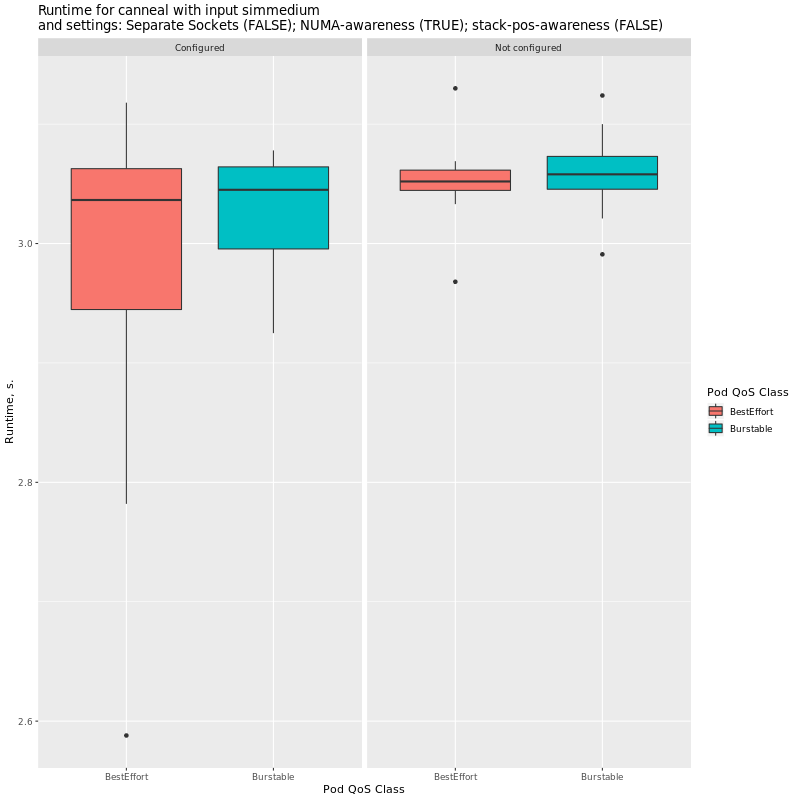 Runtime for canneal with input simmedium
and settings: Separate Sockets (FALSE); NUMA-awareness (TRUE); stack-pos-awareness (FALSE)
Configured
Not configured
Runtime, s.
3.0
2.8
2.6
BestEffort
Burstable
BestEffort
Burstable
Pod QoS Class
Pod QoS Class
BestEffort
Burstable